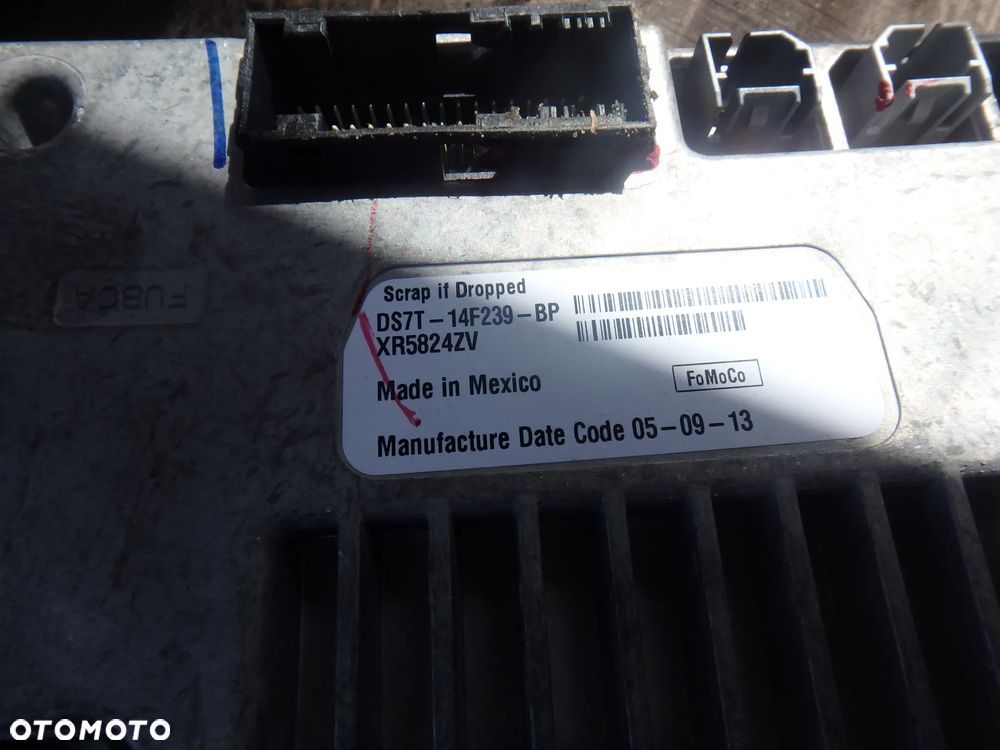 FUBCA
Scrap if Dropped
DS7T-14F239-BP
XR5824ZV
Made in Mexico
FoMoCo
Manufacture Date Code 05-09-13
OTOMOTO